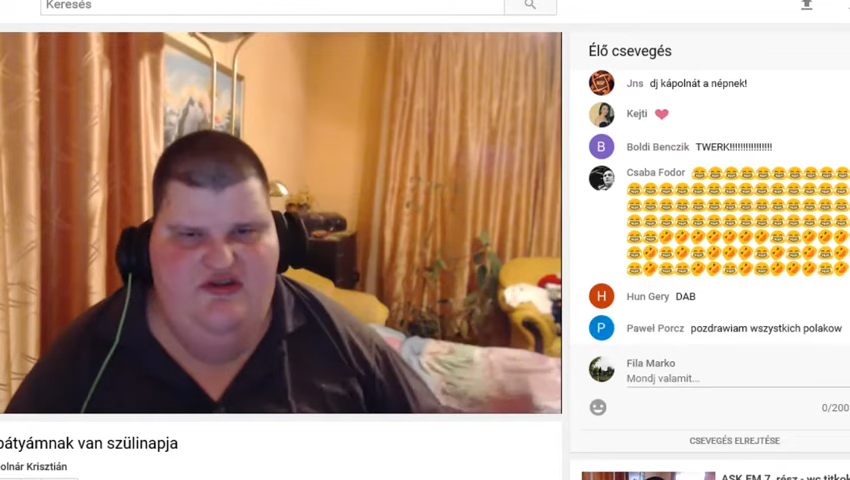 Keresés
Élő csevegés
Jns dj kápolnát a népnek!
Kejti ❤
B
Boldi Benczik TWERK!!!!!!!!!!!!!!!!!
Csaba Fodor
H
Hun Gery DAB
P
Paweł Porcz pozdrawiam wszystkich polakow
Fila Marko
Mondj valamit...
0/200
CSEVEGÉS ELREJTÉSE
bátyámnak van szülinapja
olnár Krisztián
ASK.FM 7. rész - wc titkok